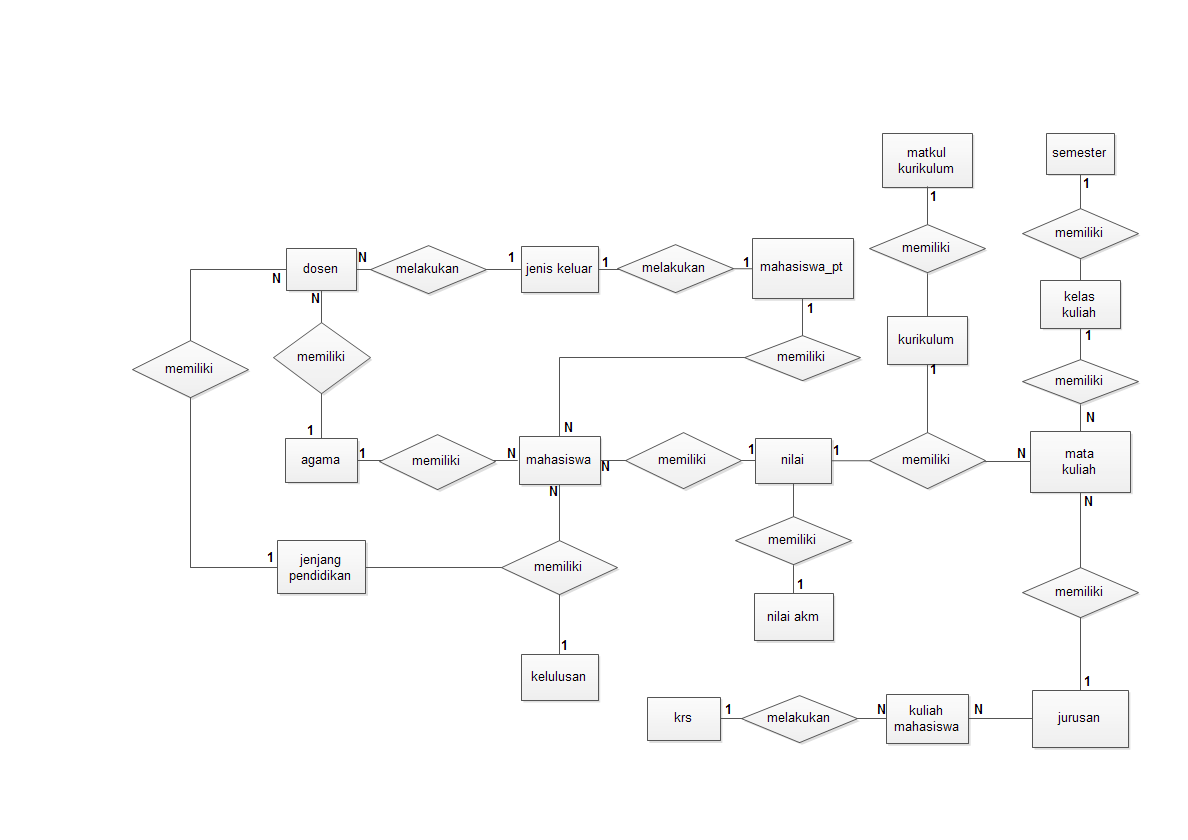 matkul
kurikulum
1
semester
1
memiliki
memiliki
dosen
N
N
N
melakukan
1
jenis keluar
1
melakukan
1
mahasiswa_pt
1
kelas
kuliah
1
kurikulum
1
memiliki
memiliki
memiliki
memiliki
N
1
agama
1
memiliki
N
N
mahasiswa
N
N
memiliki
1
nilai
1
memiliki
N
mata
kuliah
N
memiliki
1
jenjang
pendidikan
memiliki
1
nilai akm
memiliki
1
kelulusan
1
krs
1
melakukan
N
kuliah
mahasiswa
N
jurusan